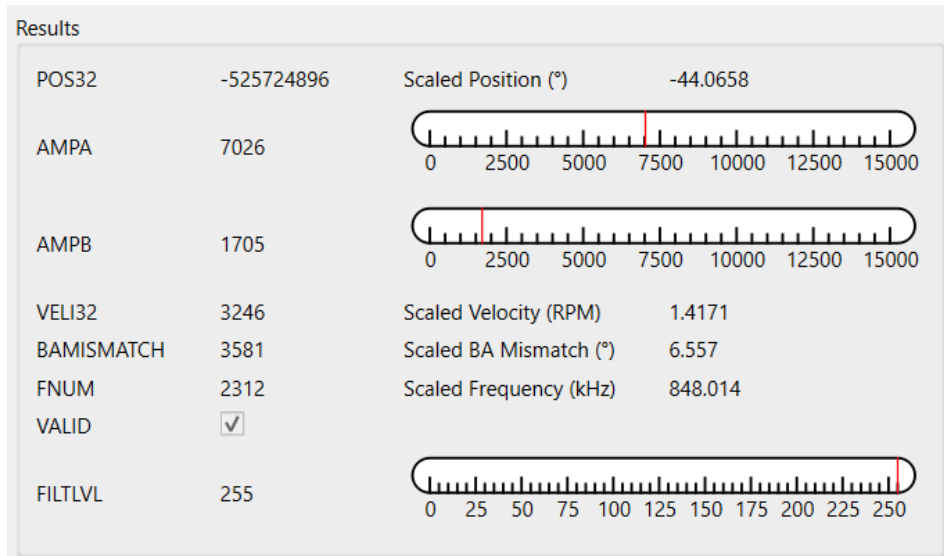 Results
POS32 -525724896 Scaled Position (°) -44.0658
AMPA 7026
0 2500 5000 7500 10000 12500 15000
AMPB 1705
0 2500 5000 7500 10000 12500 15000
VELI32 3246 Scaled Velocity (RPM) 1.4171
BAMISMATCH 3581 Scaled BA Mismatch (°) 6.557
FNUM 2312 Scaled Frequency (kHz) 848.014
VALID
FILTLVL 255
0 25 50 75 100 125 150 175 200 225 250